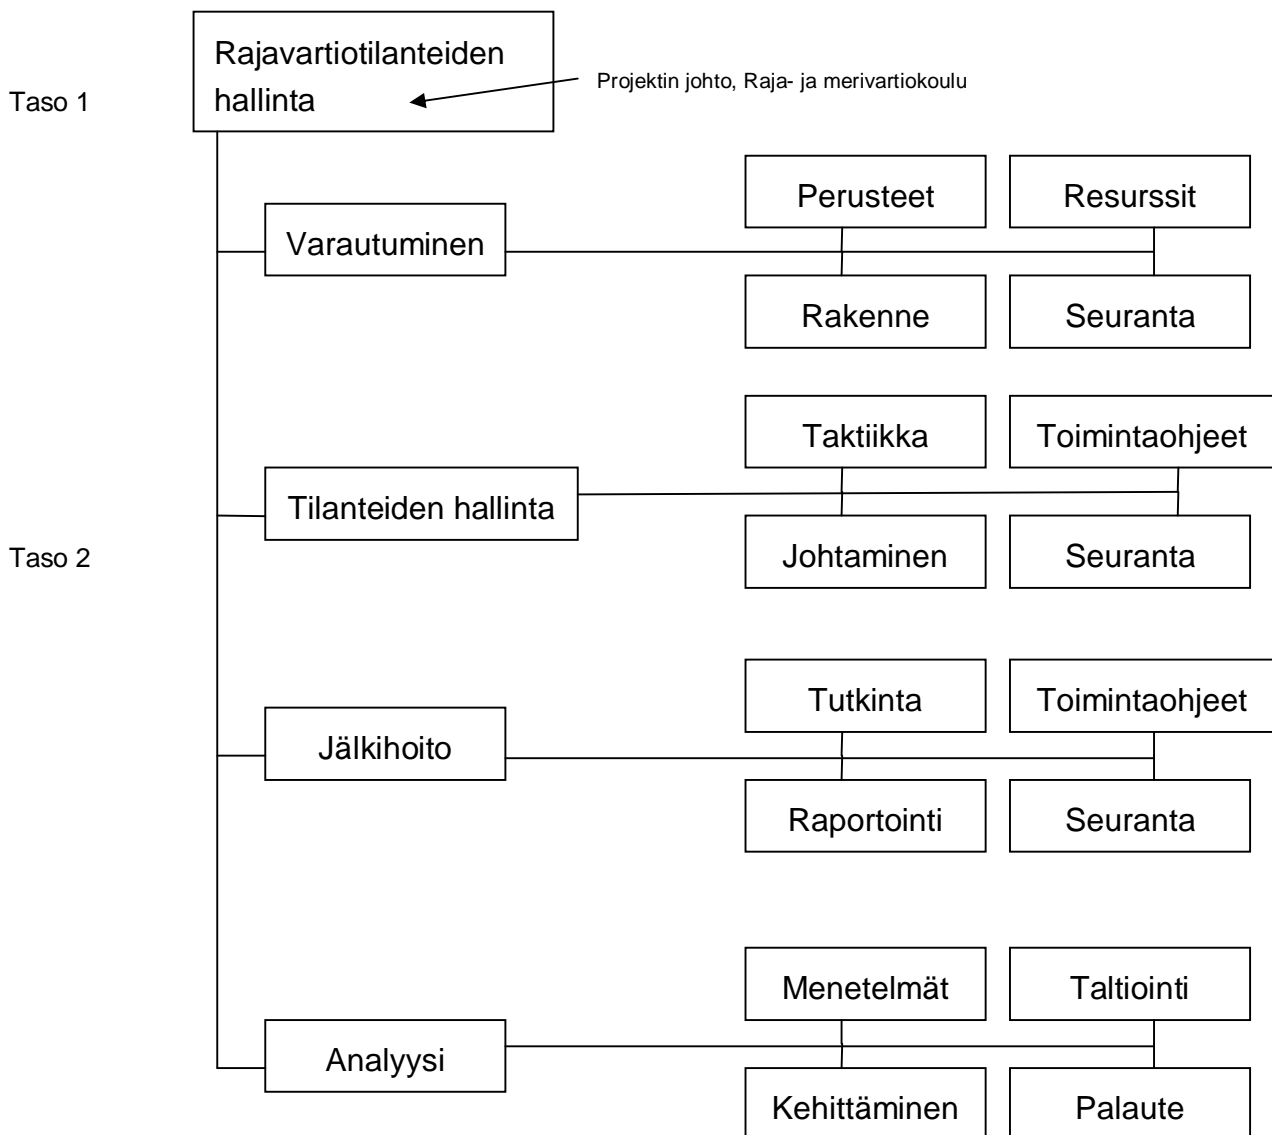 Rajavartiotilanteiden
hallinta
Projektin johto, Raja- ja merivartiokoulu
Taso 1
Perusteet
Resurssit
Varautuminen
Rakenne
Seuranta
Taktiikka
Toimintaohjeet
Tilanteiden hallinta
Taso 2
Johtaminen
Seuranta
Tutkinta
Toimintaohjeet
Jälkihoito
Raportointi
Seuranta
Menetelmät
Taltiointi
Analyysi
Kehittäminen
Palaute